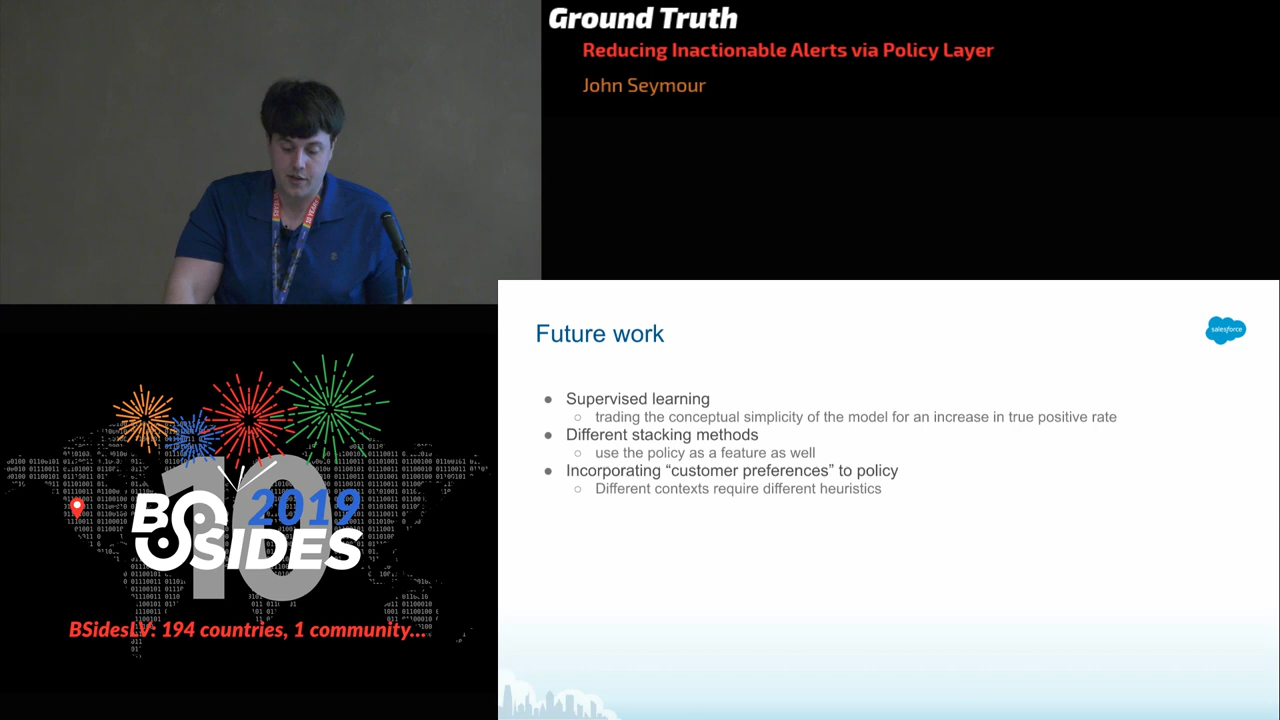 Ground Truth
Reducing Inactionable Alerts via Policy Layer
John Seymour
Future work
salesforce
● Supervised learning
○ trading the conceptual simplicity of the model for an increase in true positive rate
● Different stacking methods
○ use the policy as a feature as well
● Incorporating “customer preferences” to policy
○ Different contexts require different heuristics
10
2019
BSIDES
BSidesLV: 194 countries, 1 community...